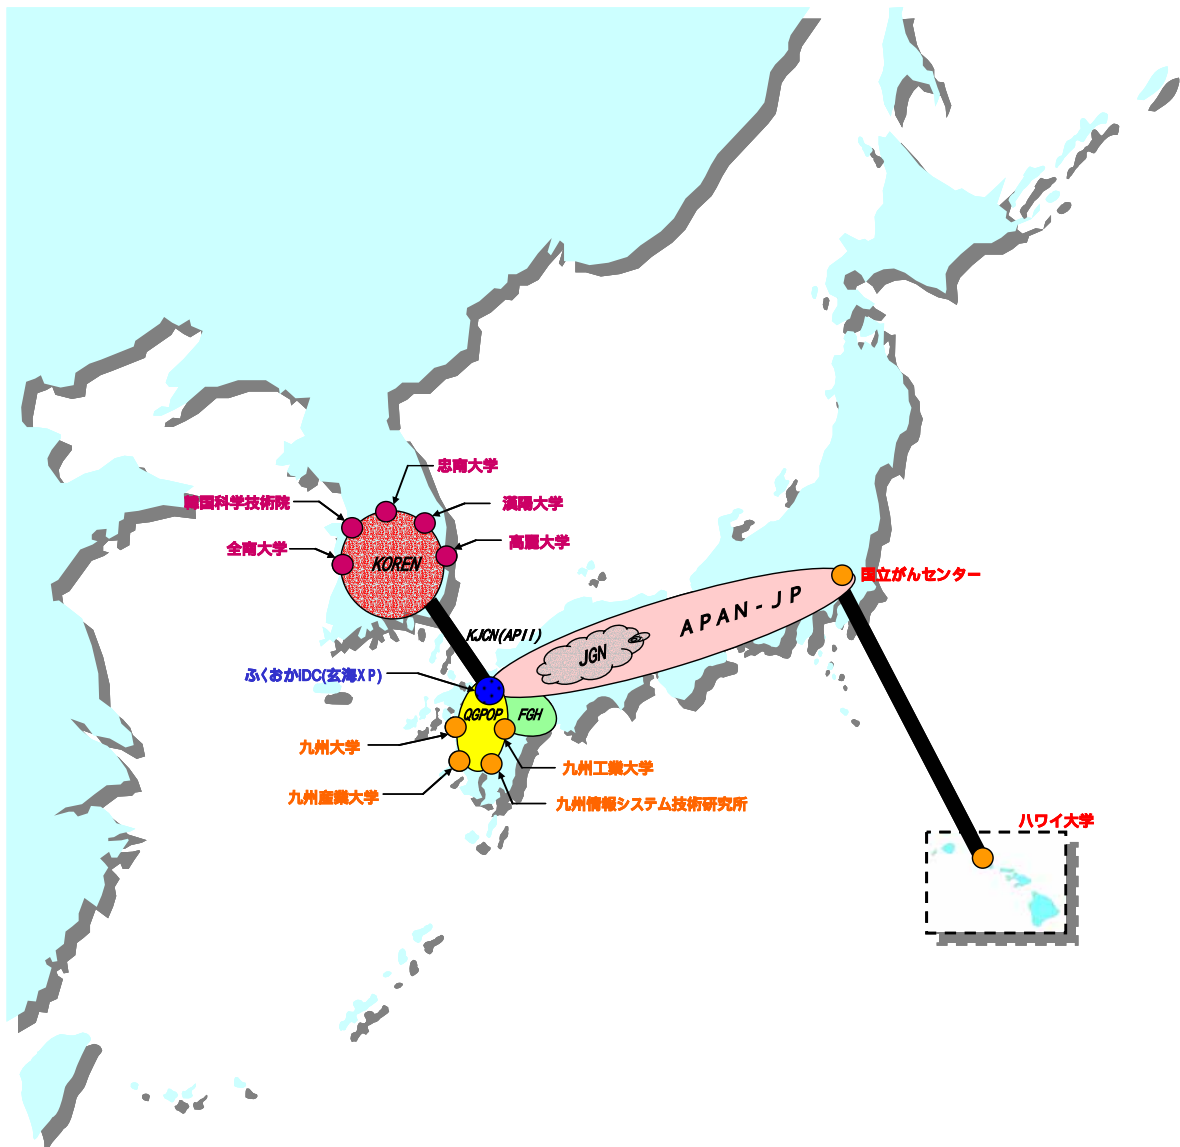 忠南大学
韓国科学技術院
漢陽大学
全南大学
高麗大学
KOREN
国立がんセンター
APAN-JP
KJCN(APII)
JGN
ふくおかIDC(玄海XP)
QGPOP
FGH
九州大学
九州工業大学
九州産業大学
九州情報システム技術研究所
ハワイ大学